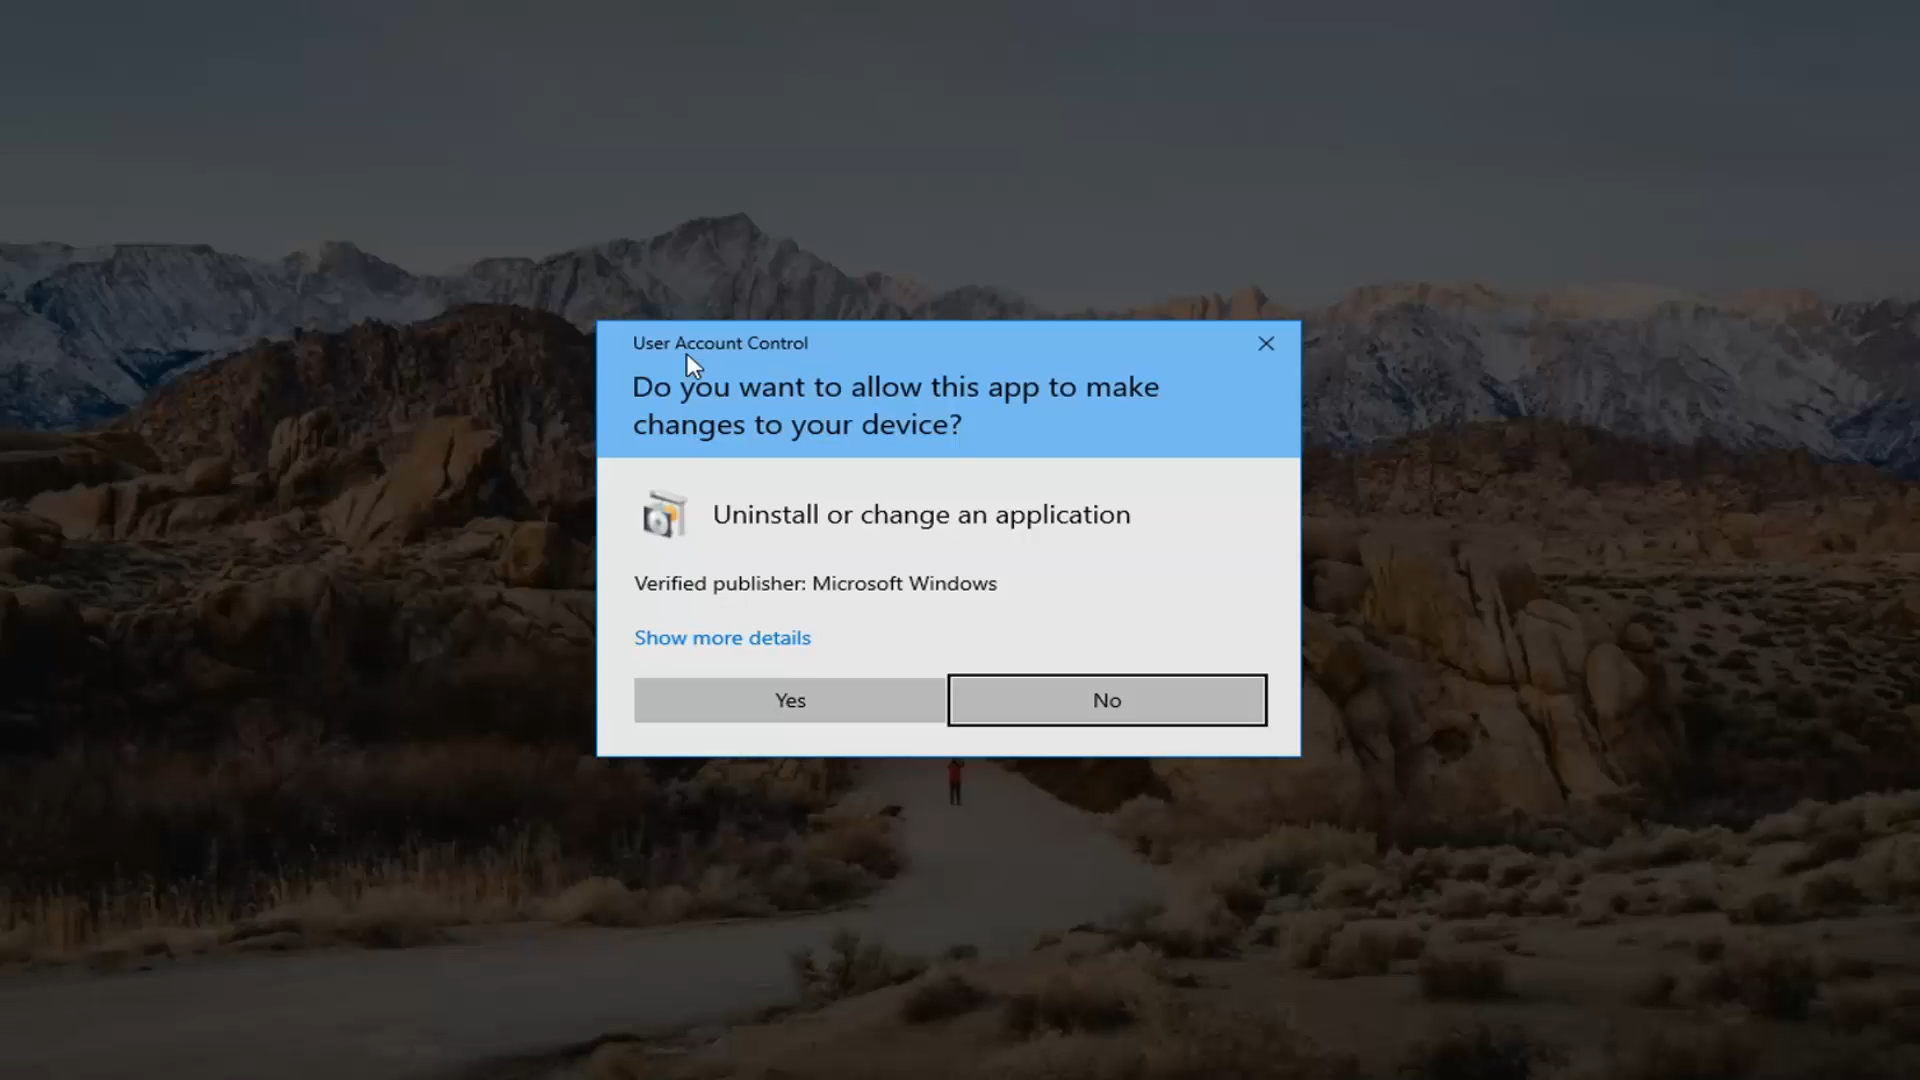 User Account Control
Do you want to allow this app to make
changes to your device?
Uninstall or change an application
Verified publisher: Microsoft Windows
Show more details
Yes
No